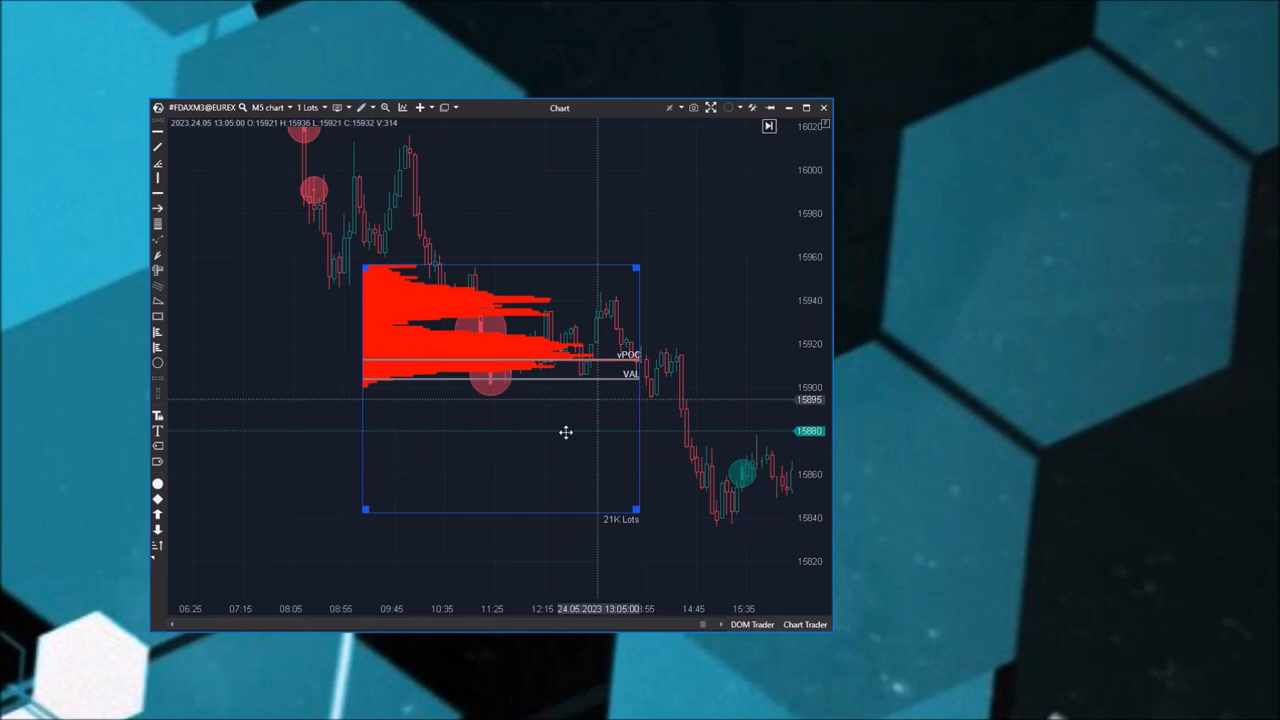 #FDAXM3@EUREX M5 chart 1 Lots Chart
2023.24.05 13:05:00 O:15921 H:15936 L:15921 C:15932 V:314
F
16020
16000
15980
15960
15940
15920
vPOC
VAL
15900
15895
15880
15860
15840
21K Lots
15820
06:25 07:15 08:05 08:55 09:45 10:35 11:25 12:15 24.05.2023 13:05:00 :55 14:45 15:35
DOM Trader Chart Trader